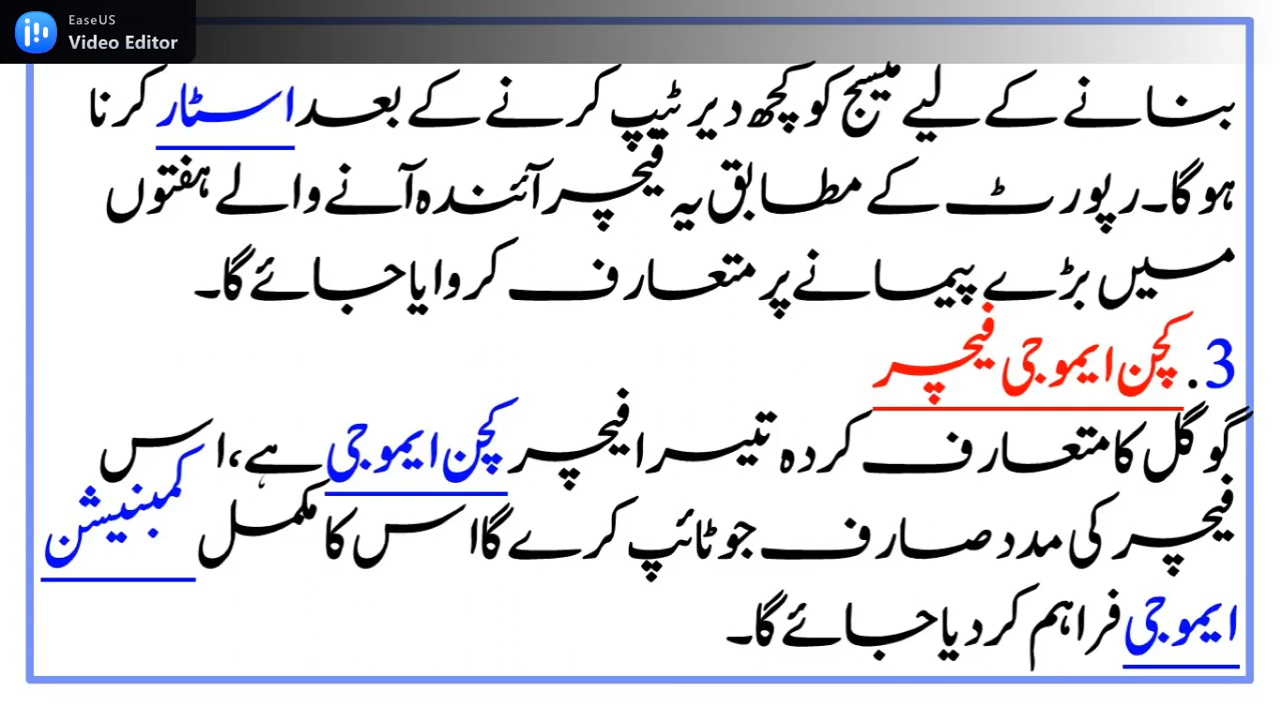 EaseUS
Video Editor
بنانے کے لیے میسج کو کچھ دیر ٹیپ کرنے کے بعد اسٹار کرنا
ہوگا۔رپورٹ کے مطابق یہ فیچر آئندہ آنے والے ہفتوں
میں بڑے پیمانے پر متعارف کروایا جائے گا۔
3. کچن ایموجی فیچر
گوگل کا متعارف کردہ تیسرا فیچر کچن ایموجی ہے، اس
فیچر کی مدد صارف جو ٹائپ کرے گا اس کا مکمل کمبنیشن
ایموجی فراہم کردیا جائے گا۔